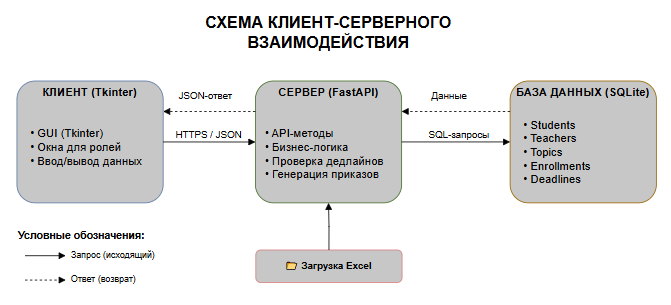 СХЕМА КЛИЕНТ-СЕРВЕРНОГО
ВЗАИМОДЕЙСТВИЯ
КЛИЕНТ (Tkinter)
• GUI (Tkinter)
• Окна для ролей
• Ввод/вывод данных
JSON-ответ
HTTPS / JSON
СЕРВЕР (FastAPI)
• API-методы
• Бизнес-логика
• Проверка дедлайнов
• Генерация приказов
Данные
SQL-запросы
БАЗА ДАННЫХ (SQLite)
• Students
• Teachers
• Topics
• Enrollments
• Deadlines
Условные обозначения:
Запрос (исходящий)
Ответ (возврат)
Загрузка Excel